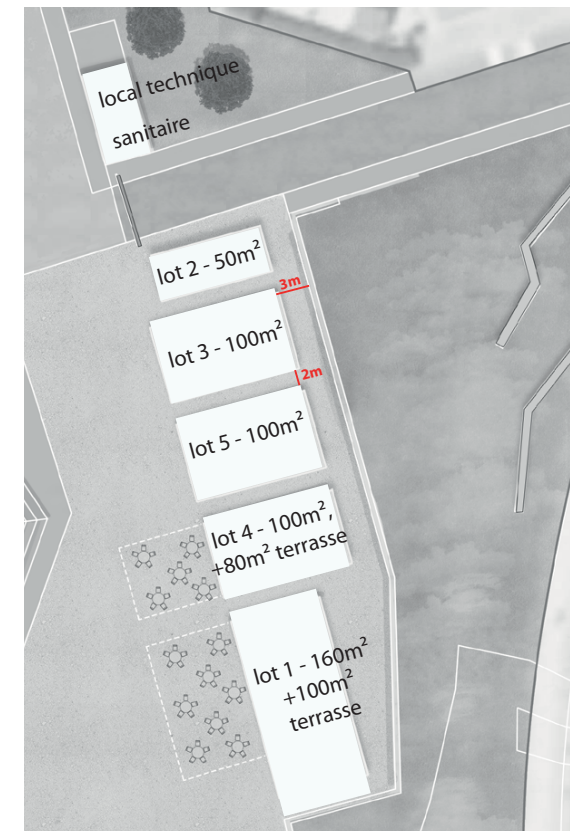 local technique
sanitaire
lot 2 - 50m²
3m
lot 3 - 100m²
2m
lot 5 - 100m²
lot 4 - 100m²,
+80m² terrasse
lot 1 - 160m²
+100m²
terrasse